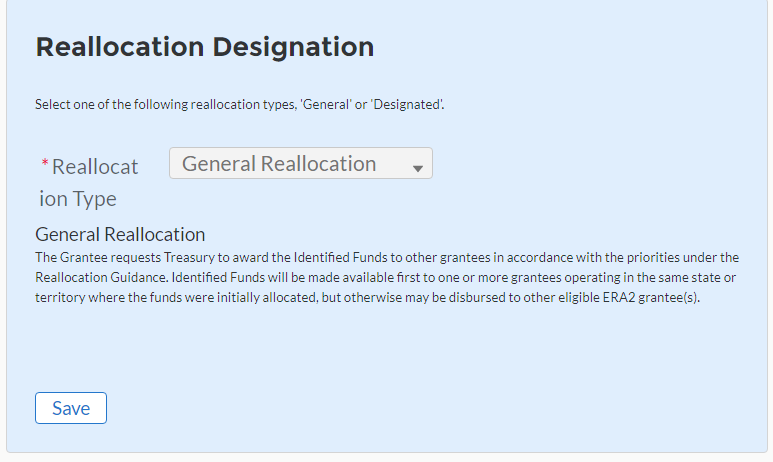 Reallocation Designation
Select one of the following reallocation types, 'General' or 'Designated'.
*Reallocat
ion Type
General Reallocation
General Reallocation
The Grantee requests Treasury to award the Identified Funds to other grantees in accordance with the priorities under the
Reallocation Guidance. Identified Funds will be made available first to one or more grantees operating in the same state or
territory where the funds were initially allocated, but otherwise may be disbursed to other eligible ERA2 grantee(s).
Save